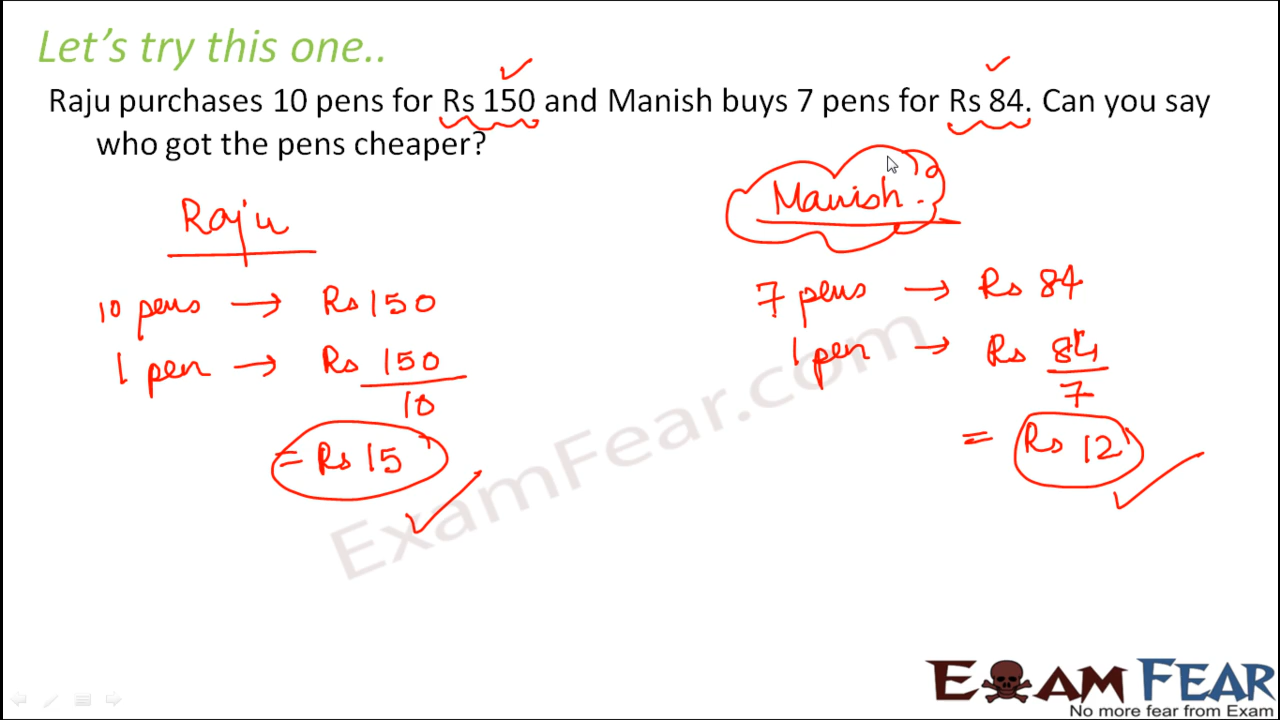 Let's try this one..
Raju purchases 10 pens for Rs 150 and Manish buys 7 pens for Rs 84. Can you say
who got the pens cheaper?
Raju
10 pens → Rs 150
1 pen → Rs 150/10
= Rs 15
Manish.
7 pens → Rs 84
1 pen → Rs 84/7
= Rs 12
ExamFear.com
EXAM FEAR
No more fear from Exam